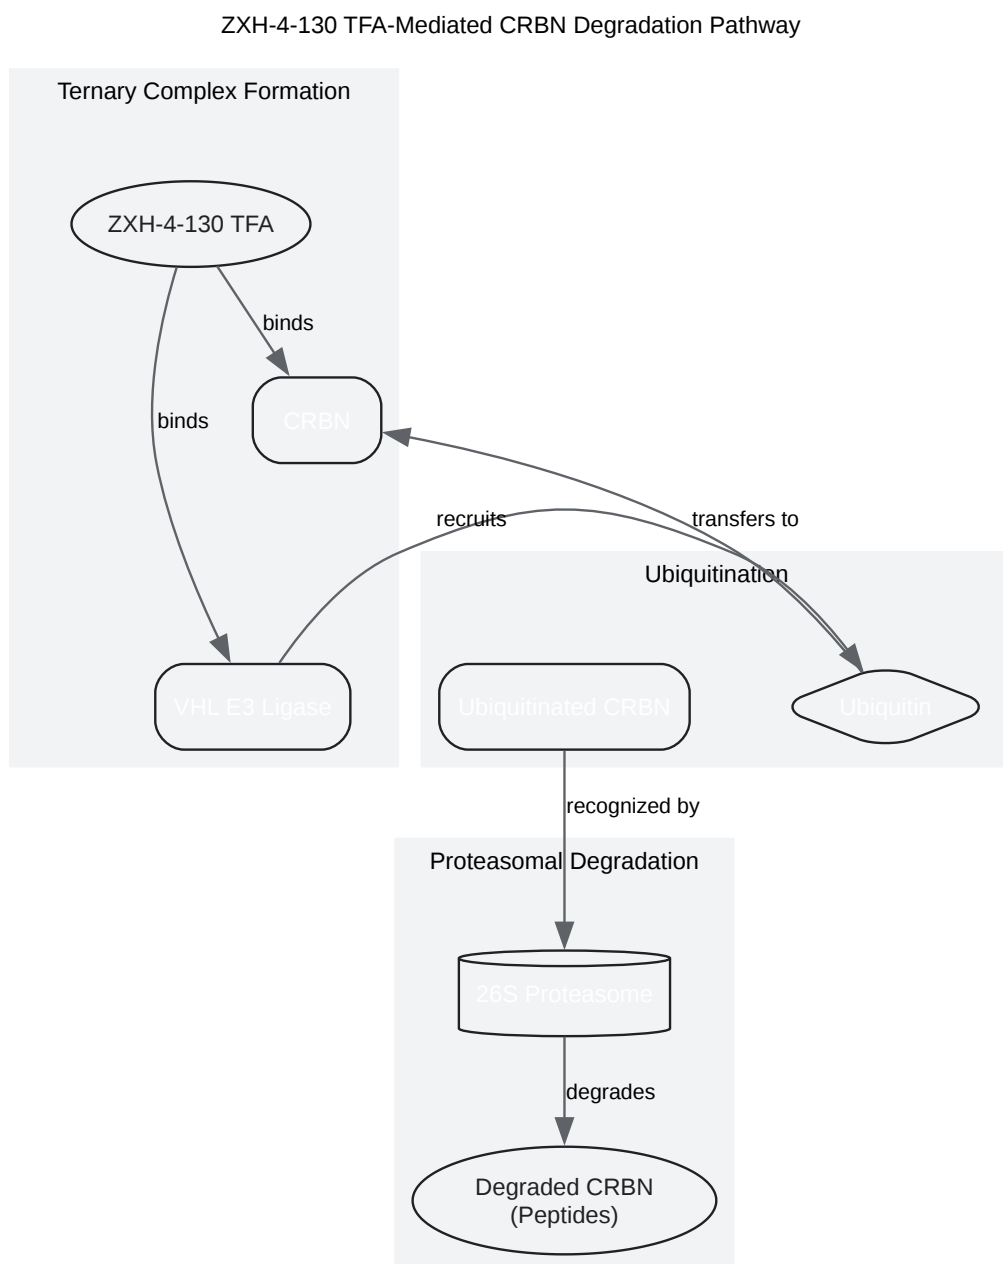 ZXH-4-130 TFA-Mediated CRBN Degradation Pathway
Ternary Complex Formation
ZXH-4-130 TFA
binds
CRBN
binds
recruits
transfers to
Ubiquitination
VHL E3 Ligase
Ubiquitinated CRBN
Ubiquitin
recognized by
Proteasomal Degradation
26S Proteasome
degrades
Degraded CRBN
(Peptides)